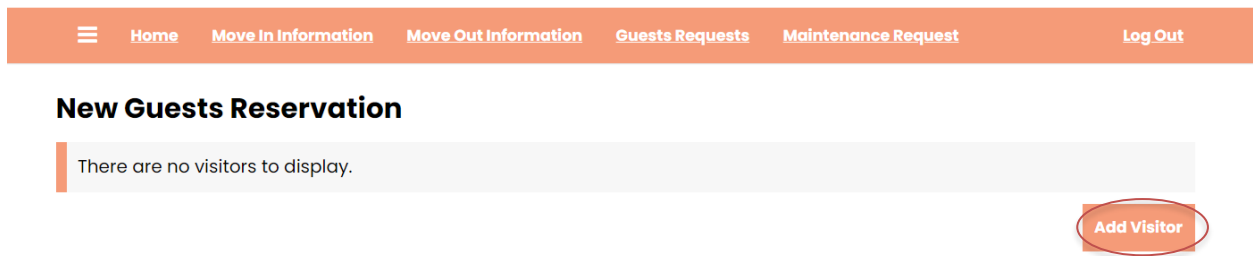 Home Move In Information Move Out Information Guests Requests Maintenance Request Log Out
New Guests Reservation
There are no visitors to display.
Add Visitor